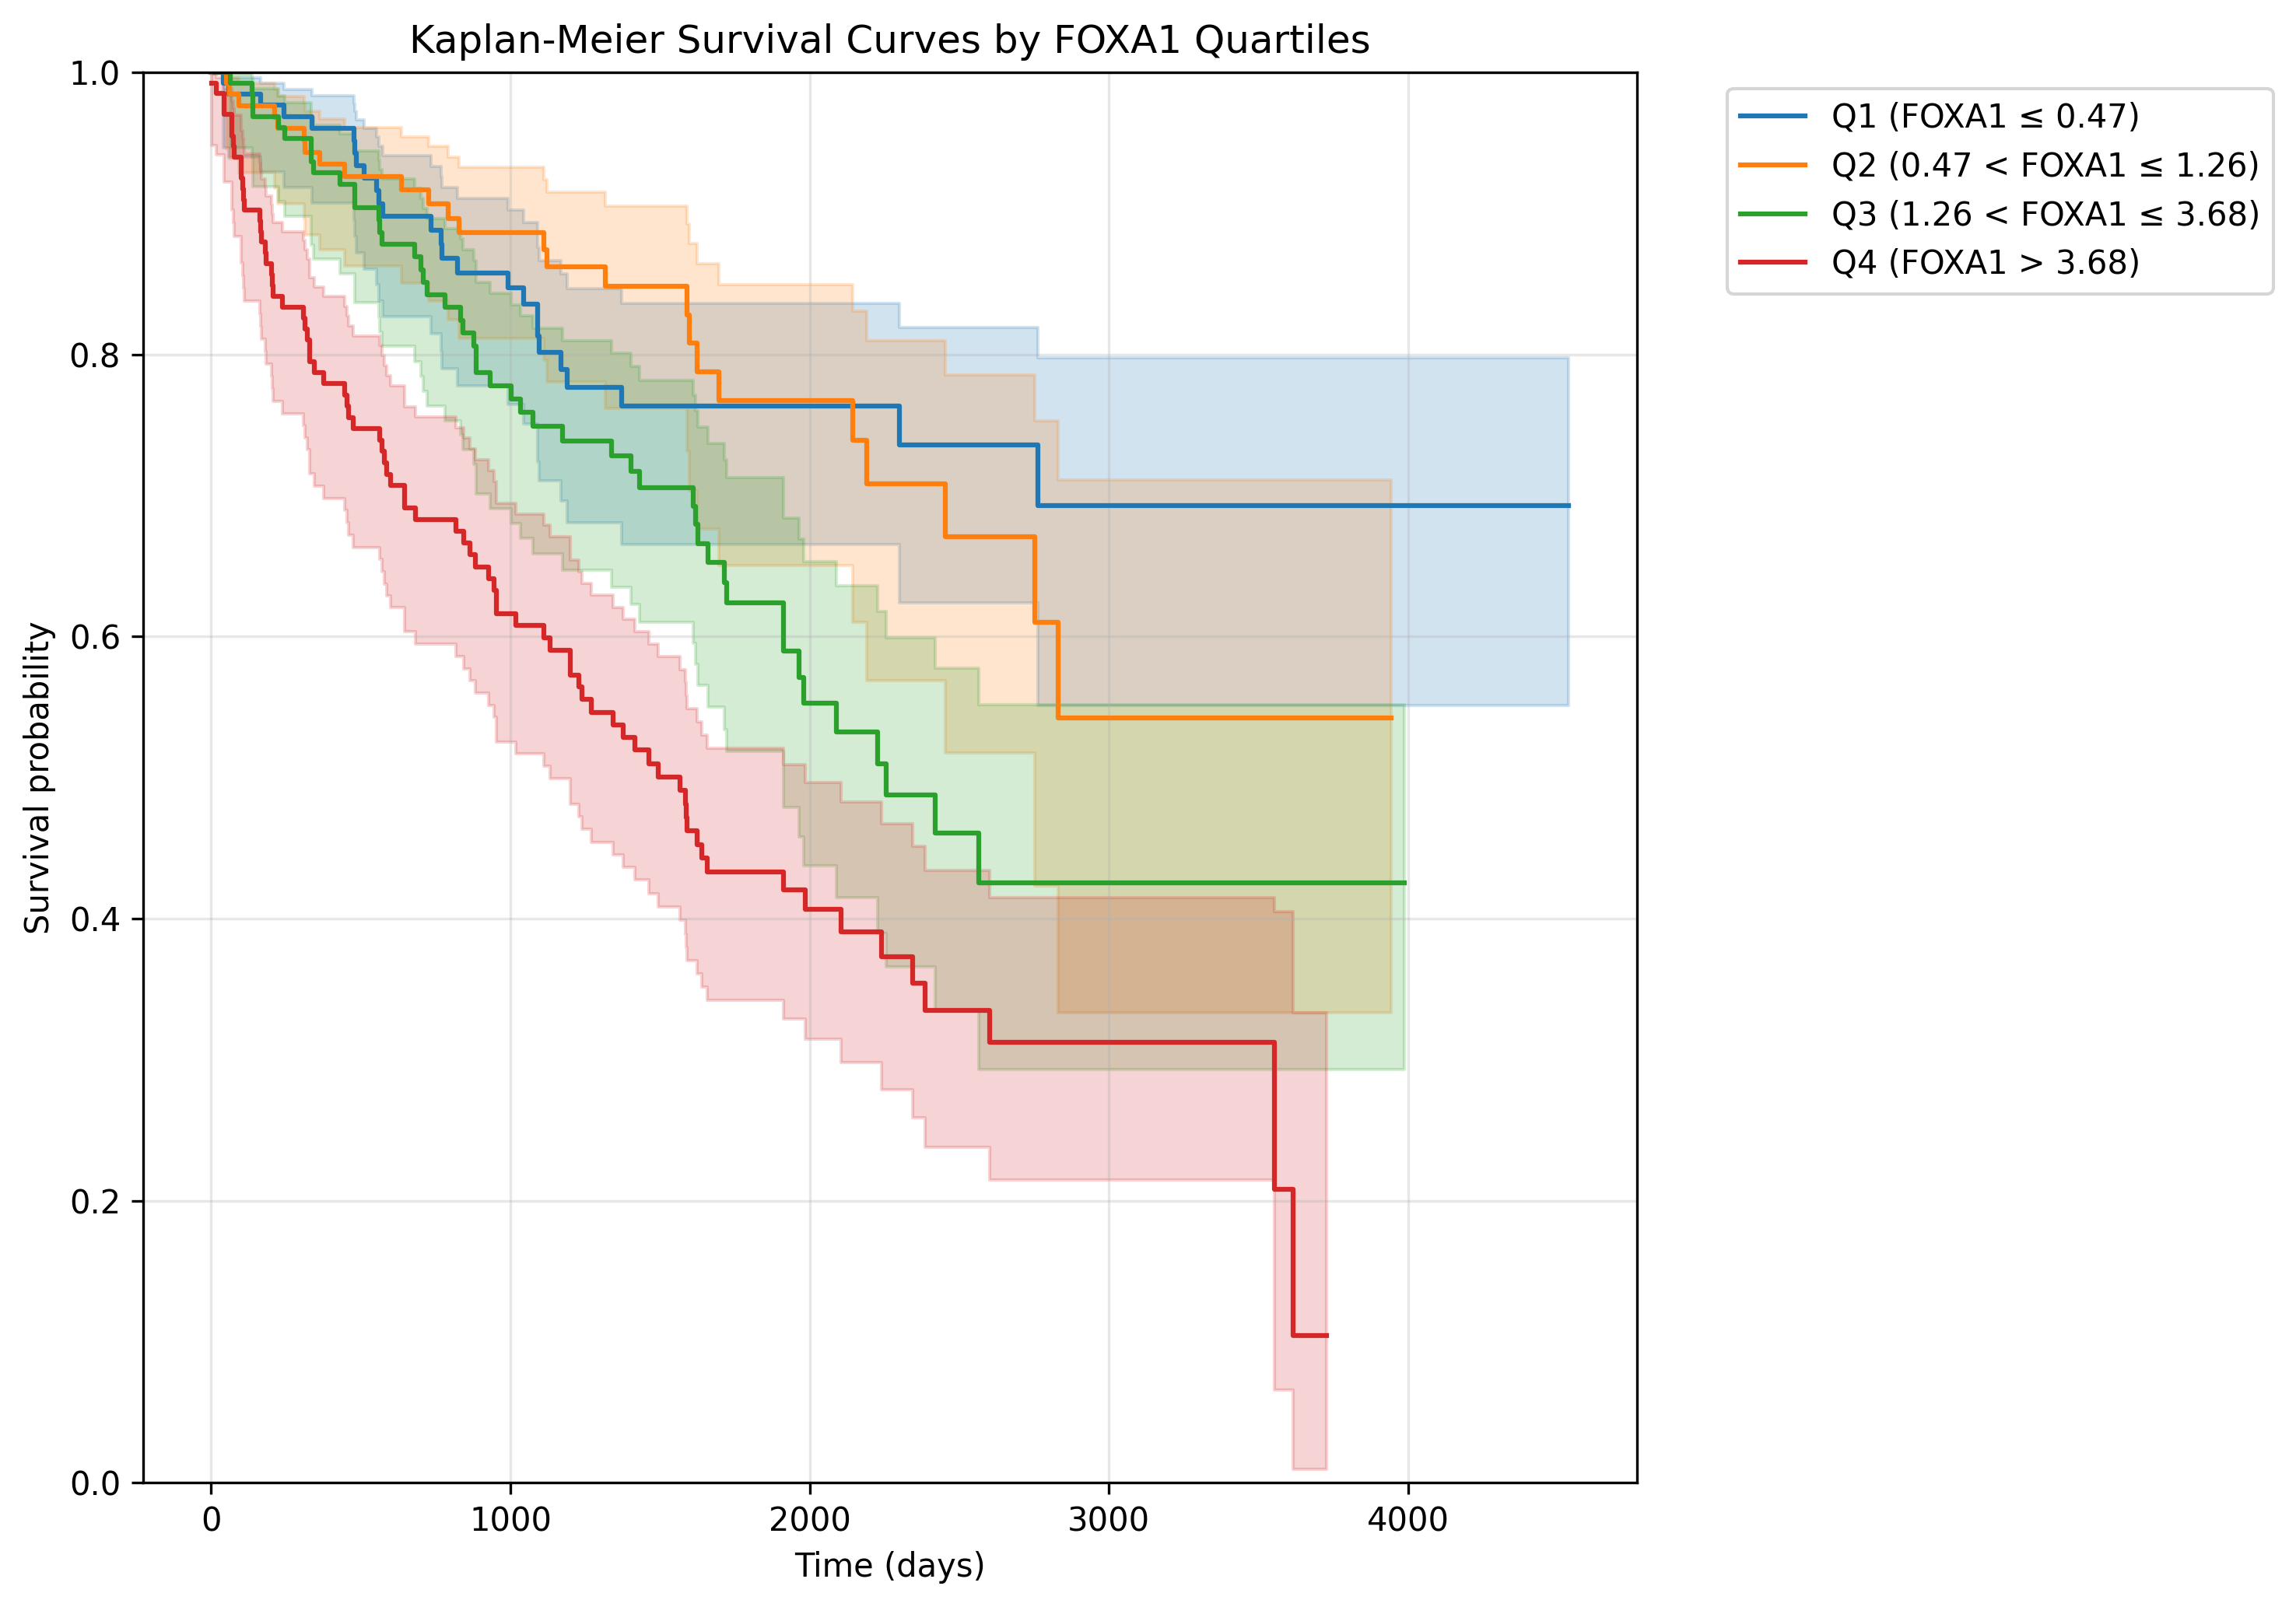 Kaplan-Meier Survival Curves by FOXA1 Quartiles
1.0
0.8
0.6
0.4
0.2
0.0
Survival probability
0
1000
2000
3000
4000
Time (days)
Q1 (FOXA1 ≤ 0.47)
Q2 (0.47 < FOXA1 ≤ 1.26)
Q3 (1.26 < FOXA1 ≤ 3.68)
Q4 (FOXA1 > 3.68)